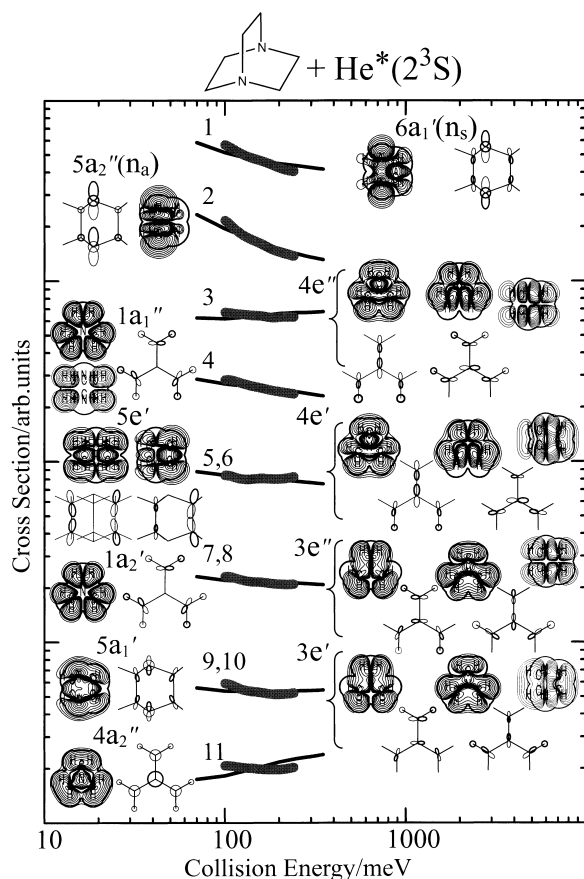 N
N
+ He*(2³S)
1
6a₁′(nₛ)
5a₂″(nₐ)
2
3
4e″
1a₁″
4
5e′
4e′
5,6
1a₂′
7,8
3e″
5a₁′
9,10
3e′
4a₂″
11
Cross Section/arb.units
10
100
1000
Collision Energy/meV